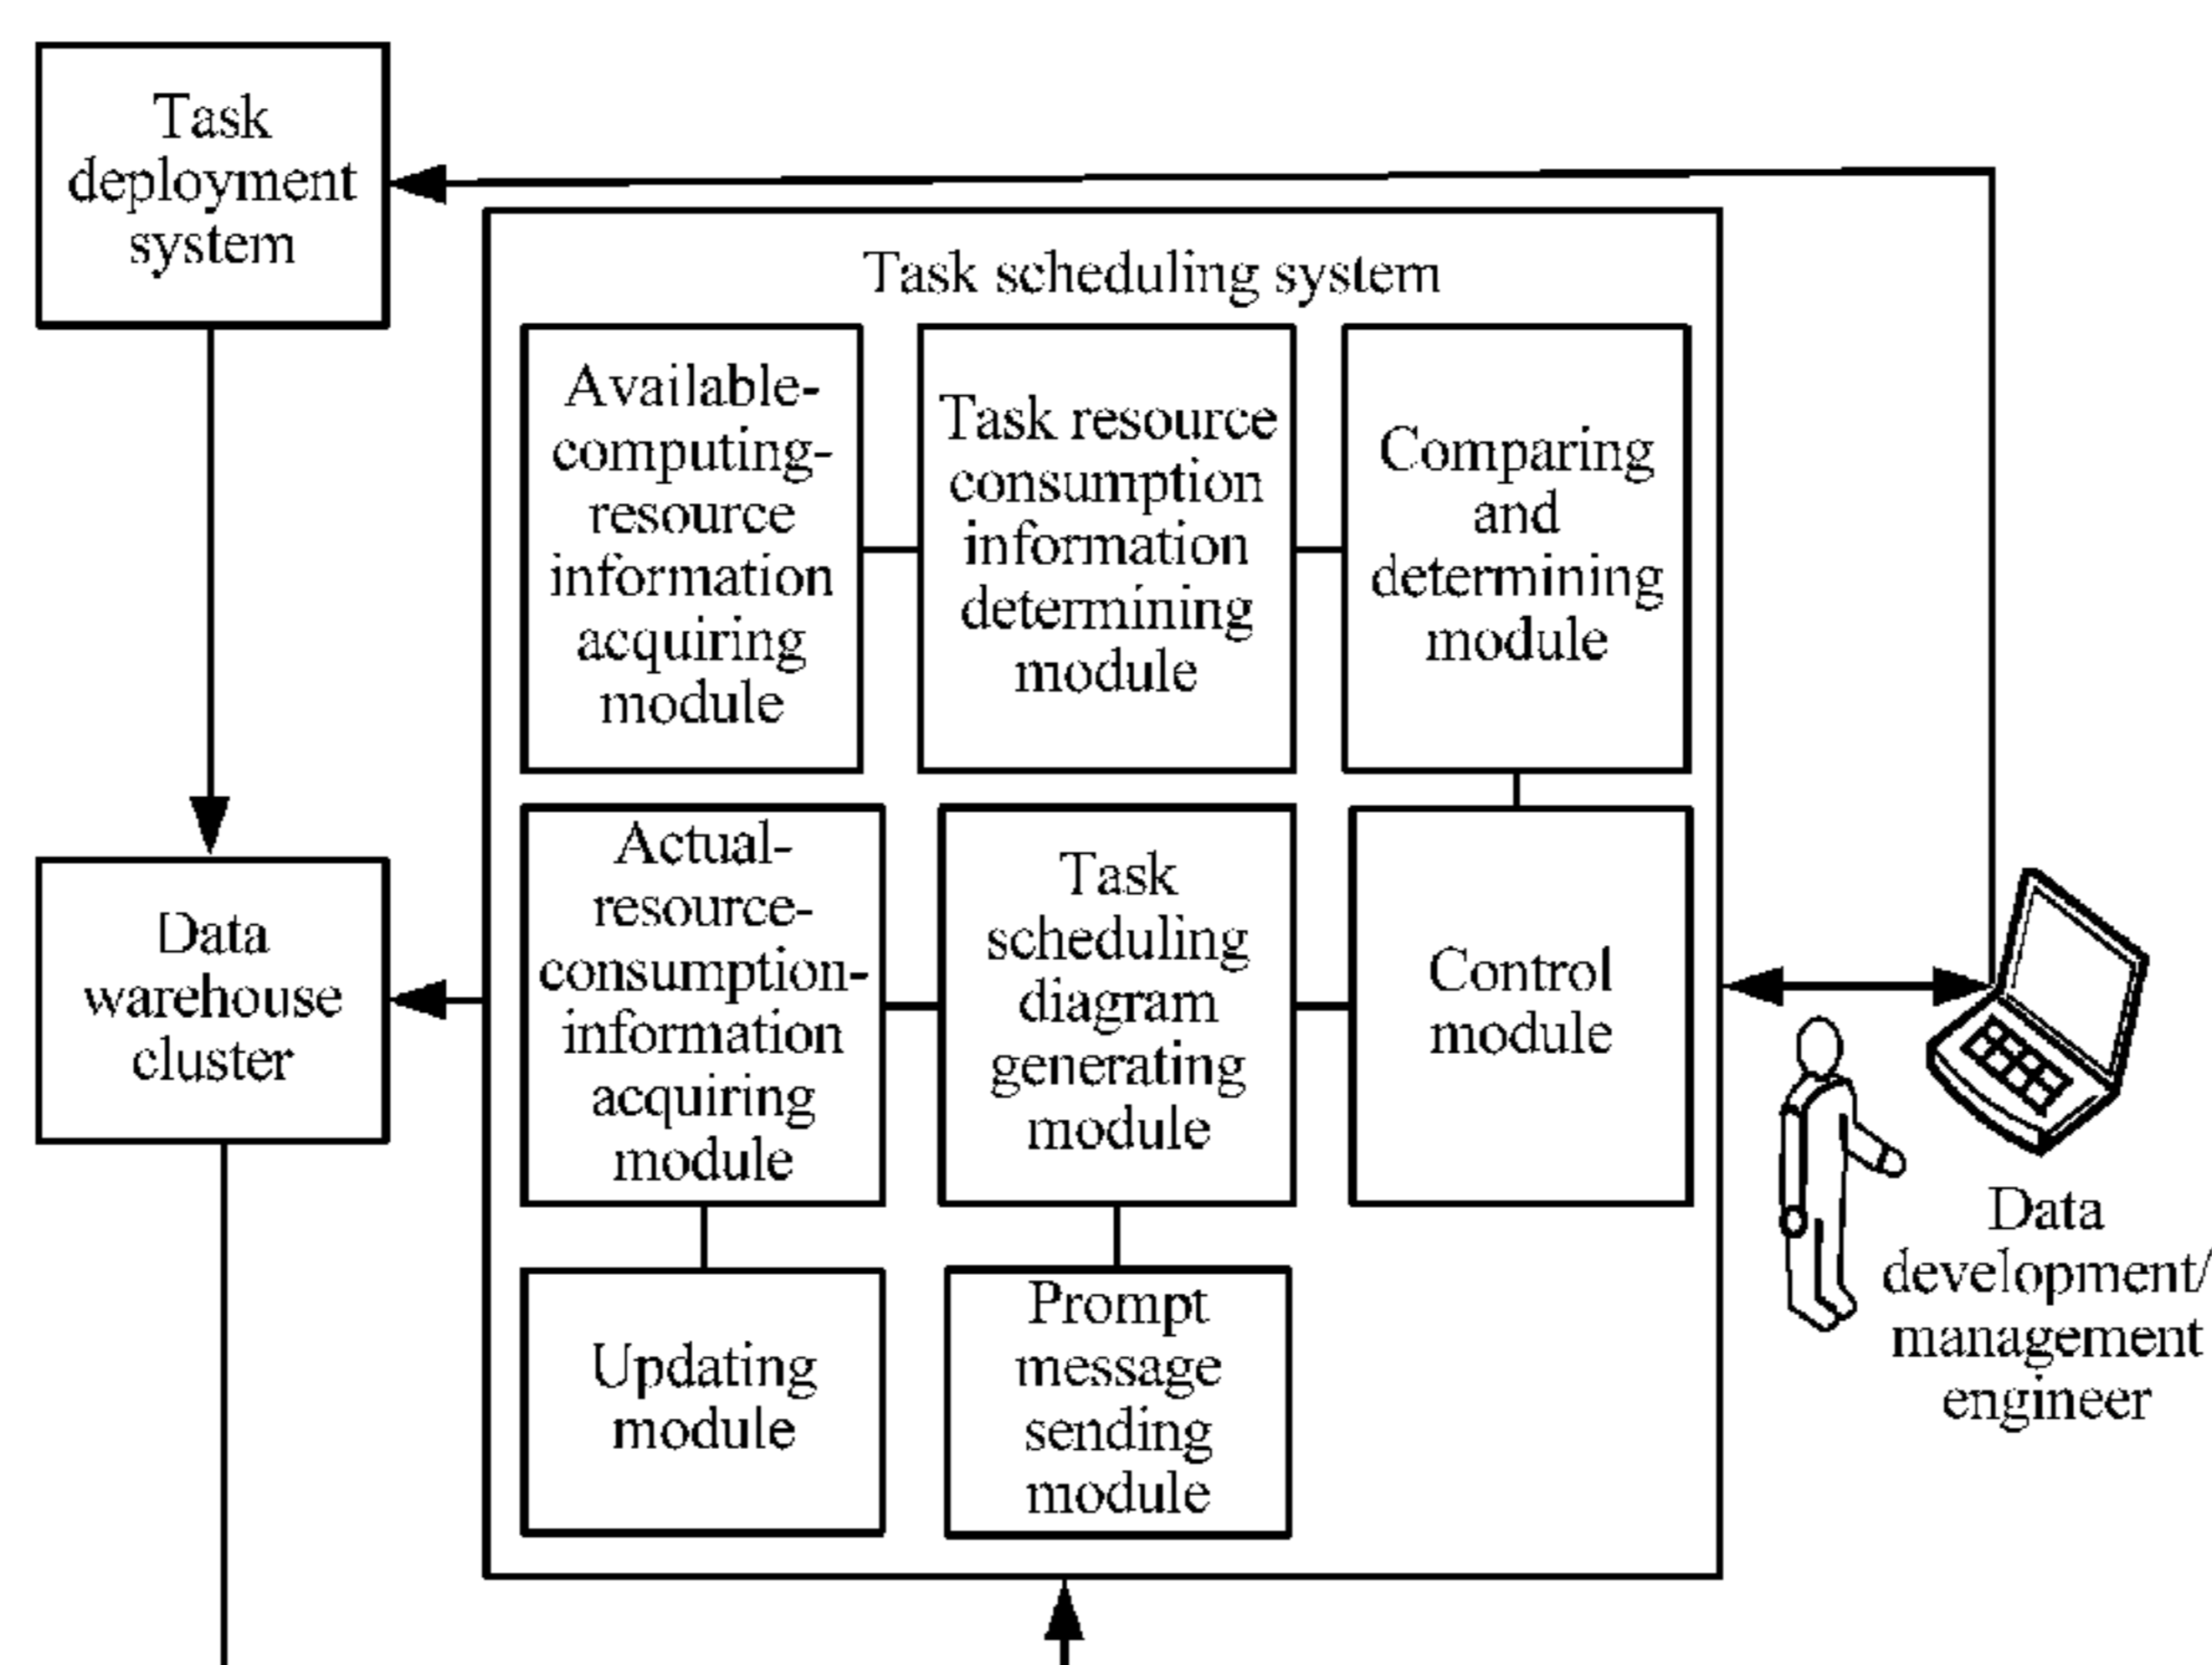 Task
deployment
system
Task scheduling system
Available-
computing-
resource
information
acquiring
module
Task resource
consumption
information
determining
module
Comparing
and
determining
module
Data
warehouse
cluster
Actual-
resource-
consumption-
information
acquiring
module
Task
scheduling
diagram
generating
module
Control
module
Updating
module
Prompt
message
sending
module
Data
development/
management
engineer